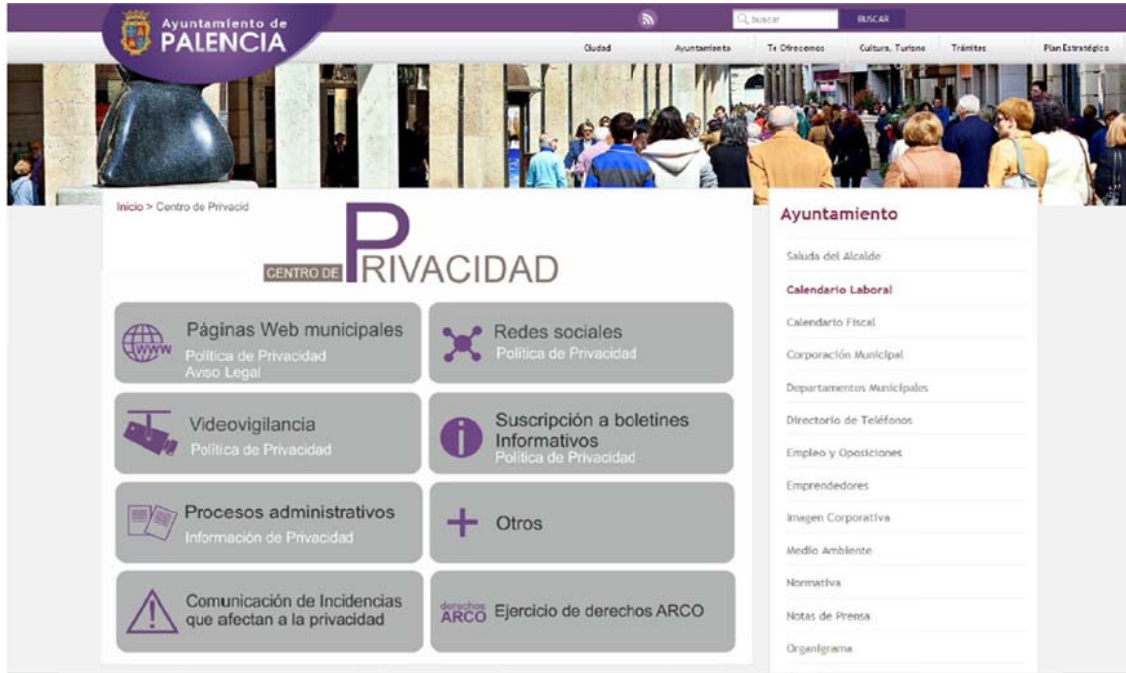 Ayuntamiento de
PALENCIA
buscar
BUSCAR
Ciudad
Ayuntamiento
Te Ofrecemos
Cultura, Turismo
Trámites
Plan Estratégico
Inicio > Centro de Privacid
CENTRO DE PRIVACIDAD
www
Páginas Web municipales
Política de Privacidad
Aviso Legal
Redes sociales
Política de Privacidad
Videovigilancia
Política de Privacidad
Suscripción a boletines
Informativos
Política de Privacidad
Procesos administrativos
Información de Privacidad
Otros
Comunicación de Incidencias
que afectan a la privacidad
derechos
ARCO
Ejercicio de derechos ARCO
Ayuntamiento
Saluda del Alcalde
Calendario Laboral
Calendario Fiscal
Corporación Municipal
Departamentos Municipales
Directorio de Teléfonos
Empleo y Oposiciones
Emprendedores
Imagen Corporativa
Medio Ambiente
Normativa
Notas de Prensa
Organigrama